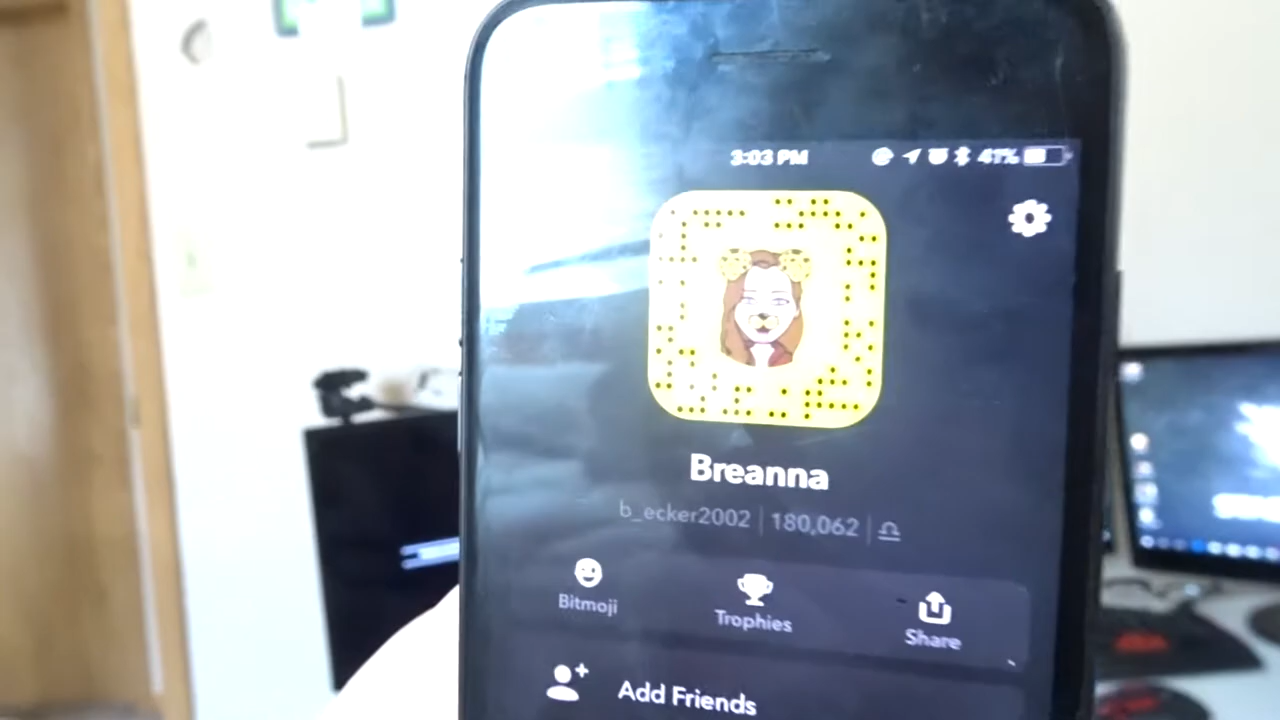 3:03 PM 41%
Breanna
b_ecker2002 | 180,062 | ♎
Bitmoji Trophies Share
Add Friends